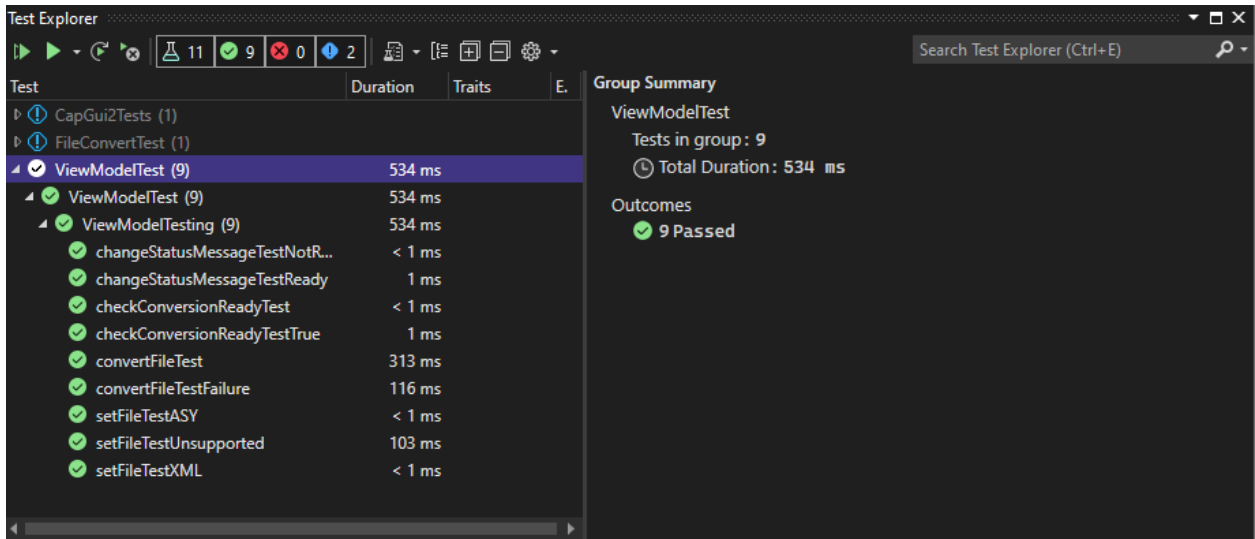 Test Explorer
11 9 0 2 Search Test Explorer (Ctrl+E)
Test Duration Traits E.
CapGui2Tests (1)
FileConvertTest (1)
ViewModelTest (9) 534 ms
ViewModelTest (9) 534 ms
ViewModelTesting (9) 534 ms
changeStatusMessageTestNotR... < 1 ms
changeStatusMessageTestReady 1 ms
checkConversionReadyTest < 1 ms
checkConversionReadyTestTrue 1 ms
convertFileTest 313 ms
convertFileTestFailure 116 ms
setFileTestASY < 1 ms
setFileTestUnsupported 103 ms
setFileTestXML < 1 ms
Group Summary
ViewModelTest
Tests in group: 9
Total Duration: 534 ms
Outcomes
9 Passed